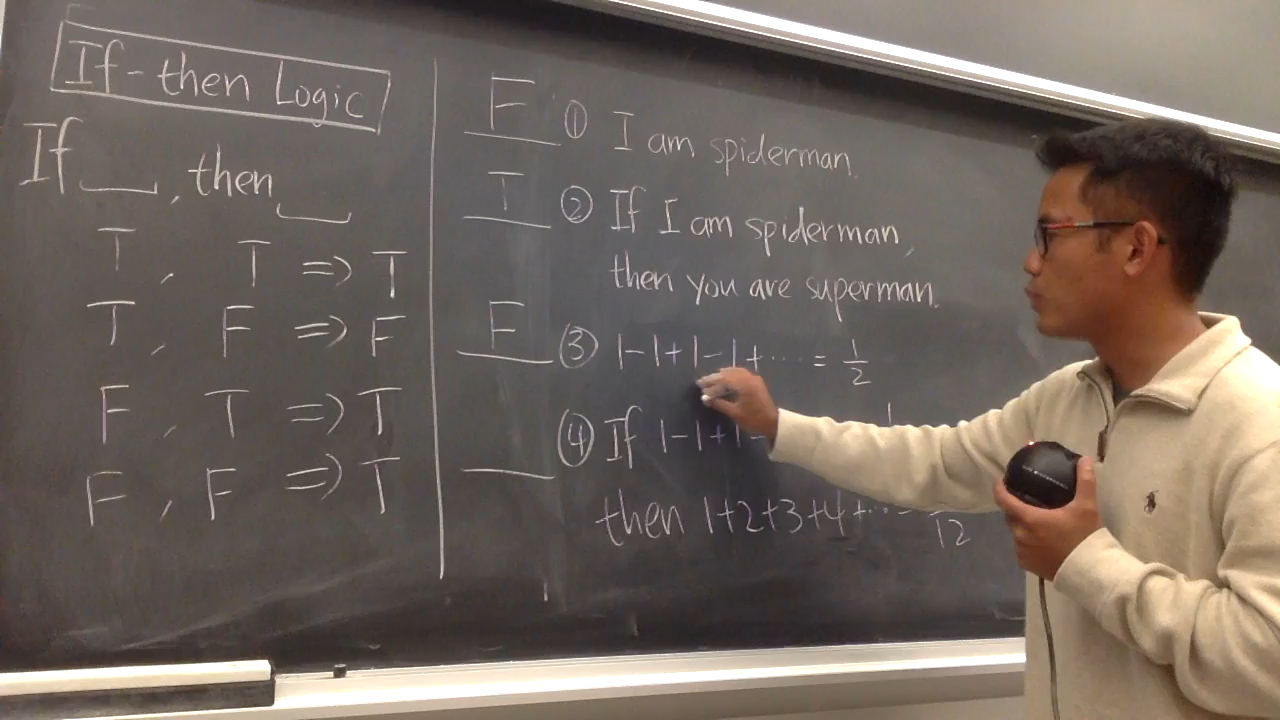 If-then Logic
If ___, then ___
T, T => T
T, F => F
F, T => T
F, F => T
F ① I am spiderman.
T ② If I am spiderman,
then you are superman.
F ③ 1-1+1-1+··· = 1/2
___ ④ If 1-1+1-
then 1+2+3+4+··· 12